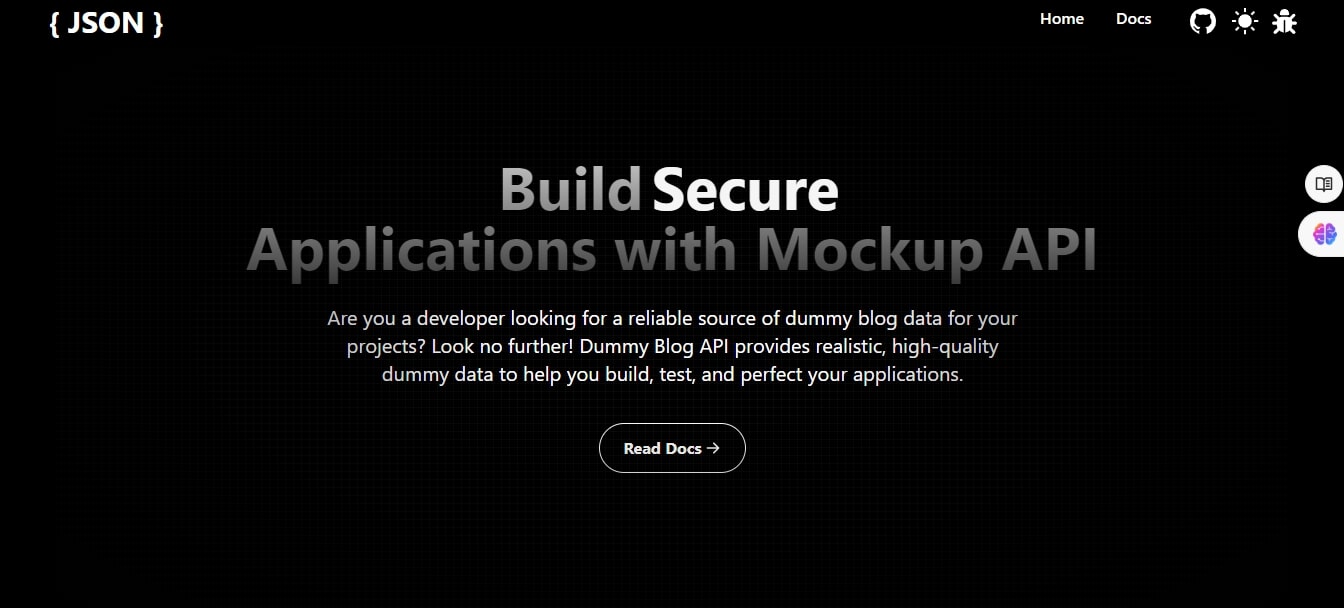 { JSON }
Home
Docs
Build Secure
Applications with Mockup API
Are you a developer looking for a reliable source of dummy blog data for your
projects? Look no further! Dummy Blog API provides realistic, high-quality
dummy data to help you build, test, and perfect your applications.
Read Docs →